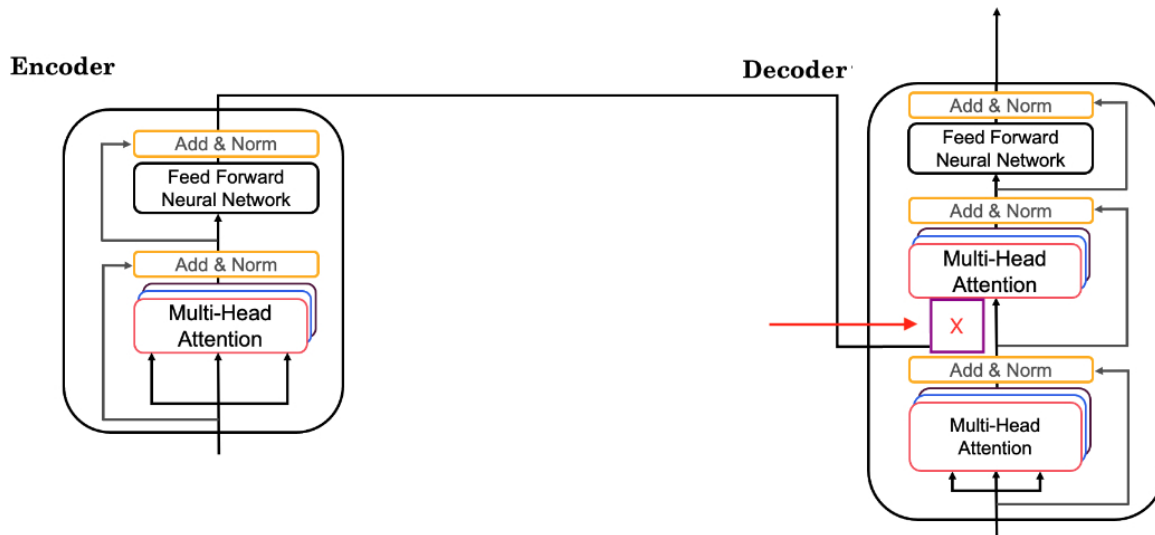 Encoder
Add & Norm
Feed Forward
Neural Network
Add & Norm
Multi-Head
Attention
Decoder
Add & Norm
Feed Forward
Neural Network
Add & Norm
Multi-Head
Attention
X
Add & Norm
Multi-Head
Attention